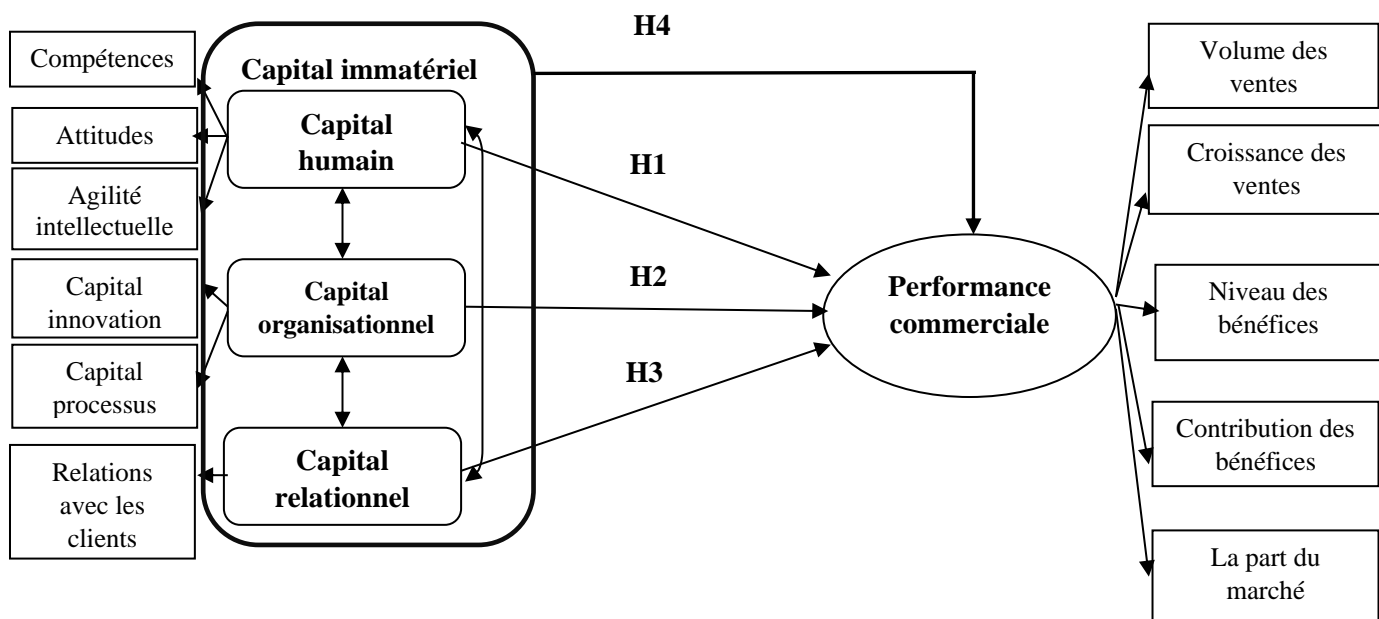 H4
Compétences
Capital immatériel
Volume des
ventes
Capital
humain
Attitudes
H1
Croissance des
ventes
Agilité
intellectuelle
Capital
innovation
Capital
organisationnel
H2
Performance
commerciale
Niveau des
bénéfices
Capital
processus
H3
Contribution des
bénéfices
Relations
avec les
clients
Capital
relationnel
La part du
marché